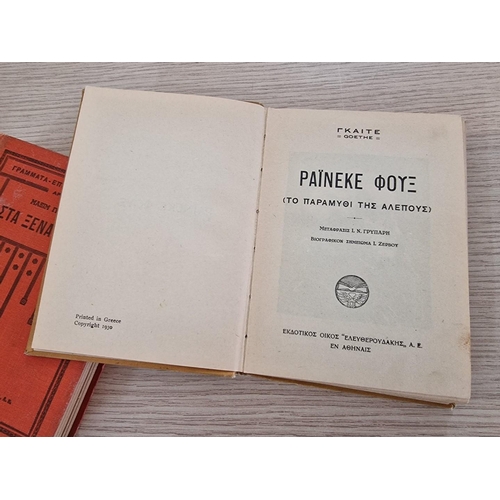 ΓΚΑΙΤΕ
GOETHE
ΡΑΪΝΕΚΕ ΦΟΥΞ
(ΤΟ ΠΑΡΑΜΥΘΙ ΤΗΣ ΑΛΕΠΟΥΣ)
ΜΕΤΑΦΡΑΣΙΣ Ι. Ν. ΓΡΥΠΑΡΗ
ΒΙΟΓΡΑΦΙΚΟΝ ΣΗΜΕΙΩΜΑ Ι. ΖΕΡΒΟΥ
ΕΚΔΟΤΙΚΟΣ ΟΙΚΟΣ "ΕΛΕΥΘΕΡΟΥΔΑΚΗΣ„ Α. Ε.
ΕΝ ΑΘΗΝΑΙΣ
Printed in Greece
Copyright 1930
ΓΡΑΜΜΑΤΑ-ΕΠ
ΣΤΑ ΞΕΝΑ